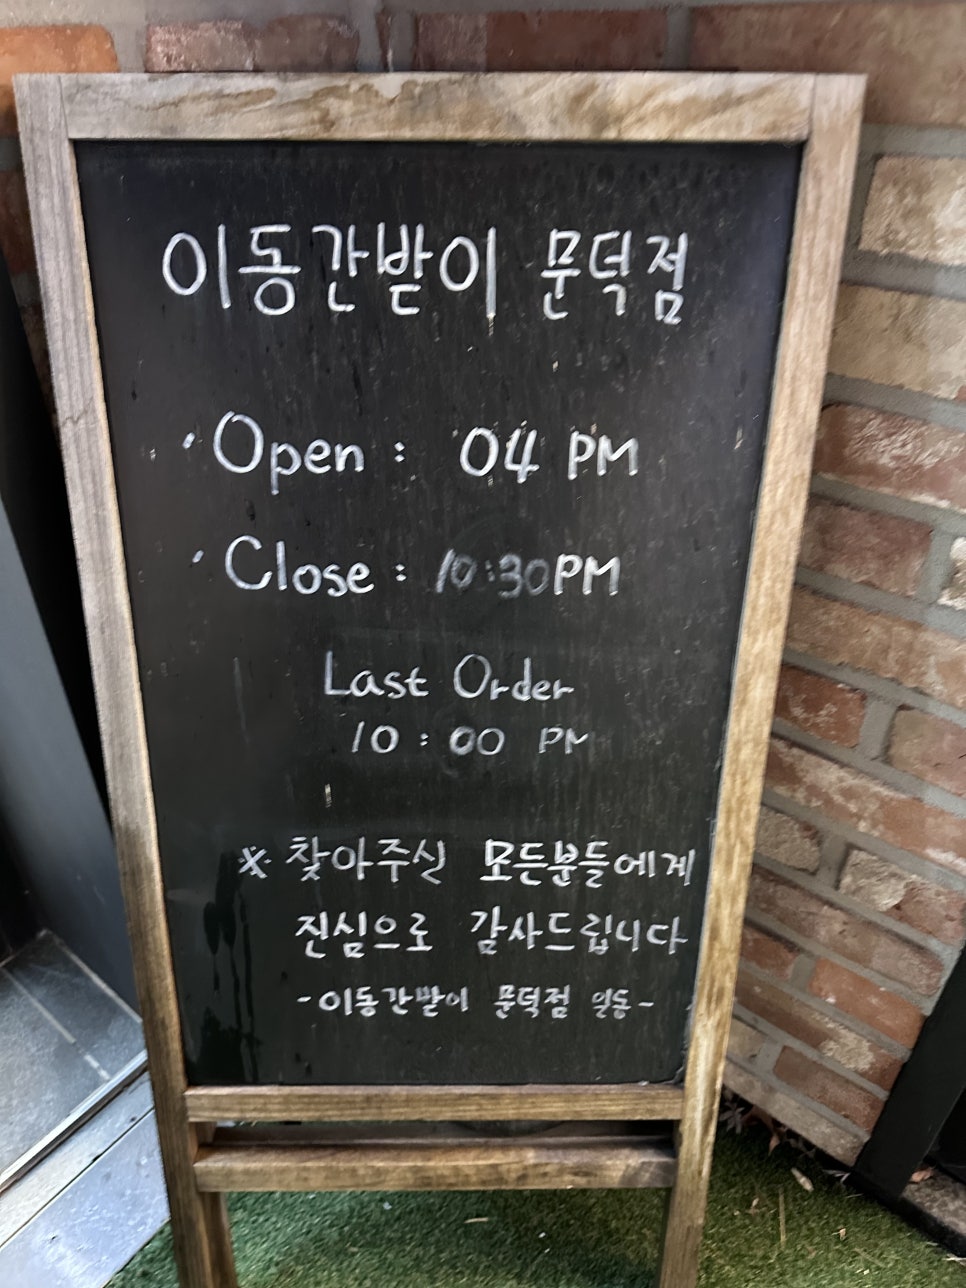 이동간받이 문덕점
· Open : 04 PM
· Close : 10:30PM
Last Order
10 : 00 PM
※ 찾아주신 모든분들에게
진심으로 감사드립니다
- 이동간받이 문덕점 일동 -